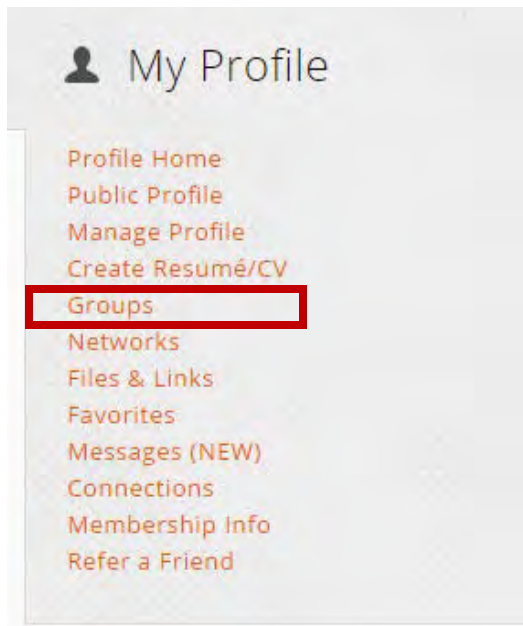 My Profile
Profile Home
Public Profile
Manage Profile
Create Resumé/CV
Groups
Networks
Files & Links
Favorites
Messages (NEW)
Connections
Membership Info
Refer a Friend